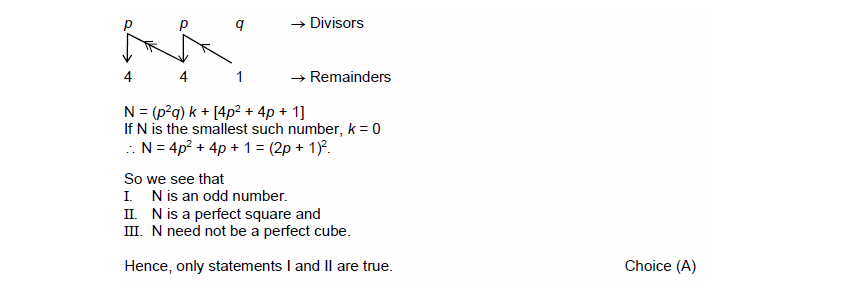 p p q → Divisors
4 4 1 → Remainders
N = (p²q) k + [4p² + 4p + 1]
If N is the smallest such number, k = 0
∴ N = 4p² + 4p + 1 = (2p + 1)².
So we see that
I. N is an odd number.
II. N is a perfect square and
III. N need not be a perfect cube.
Hence, only statements I and II are true. Choice (A)